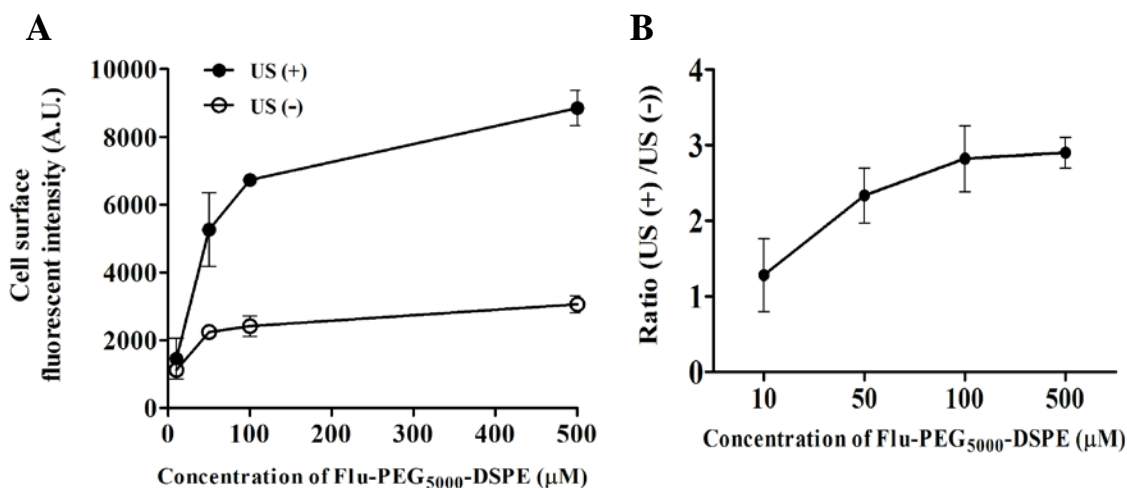 A
B
US (+)
US (-)
10000
8000
6000
4000
2000
0
0
100
200
300
400
500
Cell surface
fluorescent intensity (A.U.)
Concentration of Flu-PEG5000-DSPE (μM)
4
3
2
1
0
10
50
100
500
Ratio (US (+) /US (-))
Concentration of Flu-PEG5000-DSPE (μM)